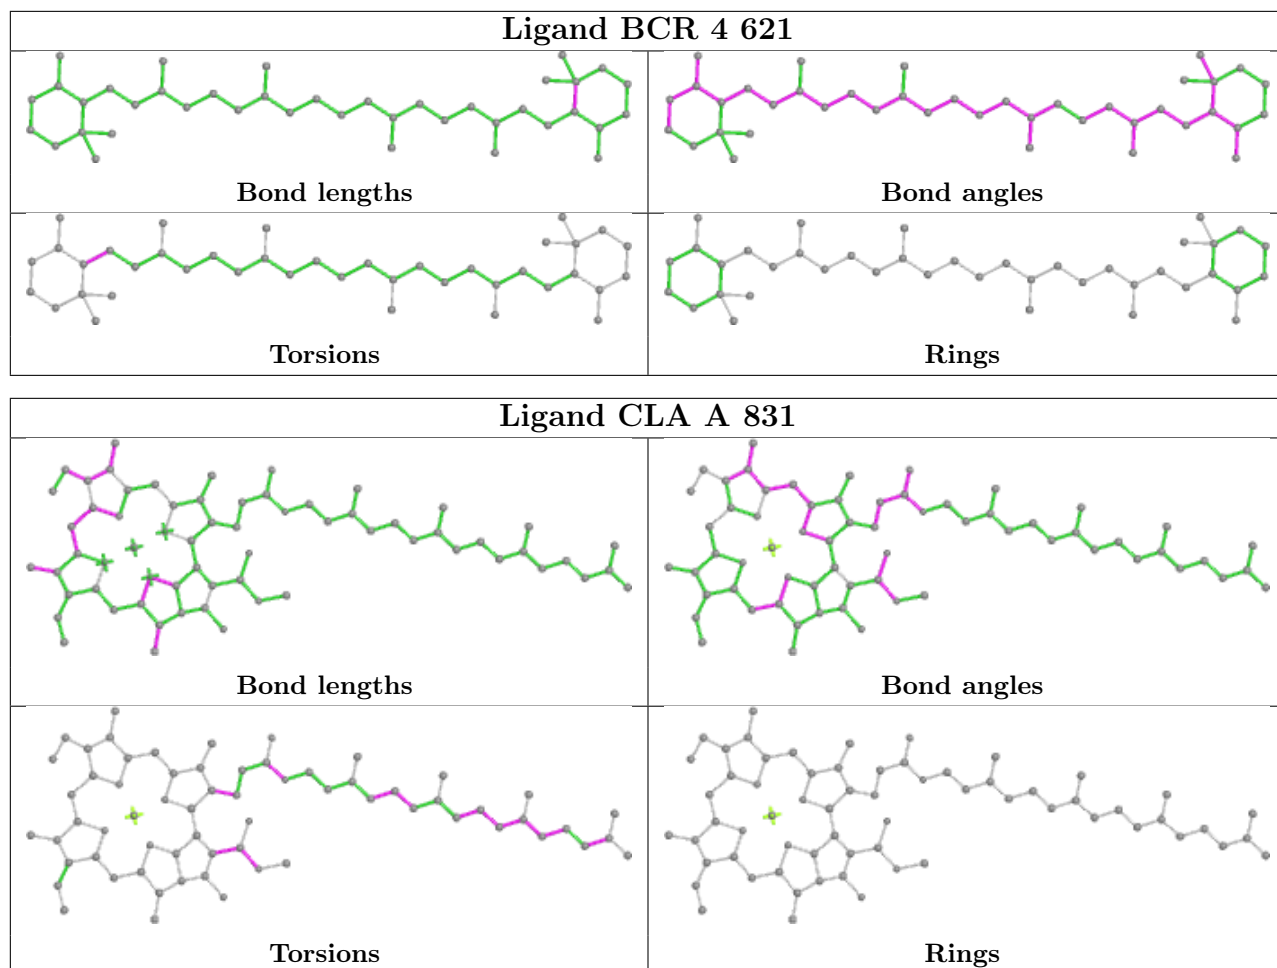 Ligand BCR 4 621
Bond lengths
Bond angles
Torsions
Rings
Ligand CLA A 831
Bond lengths
Bond angles
Torsions
Rings